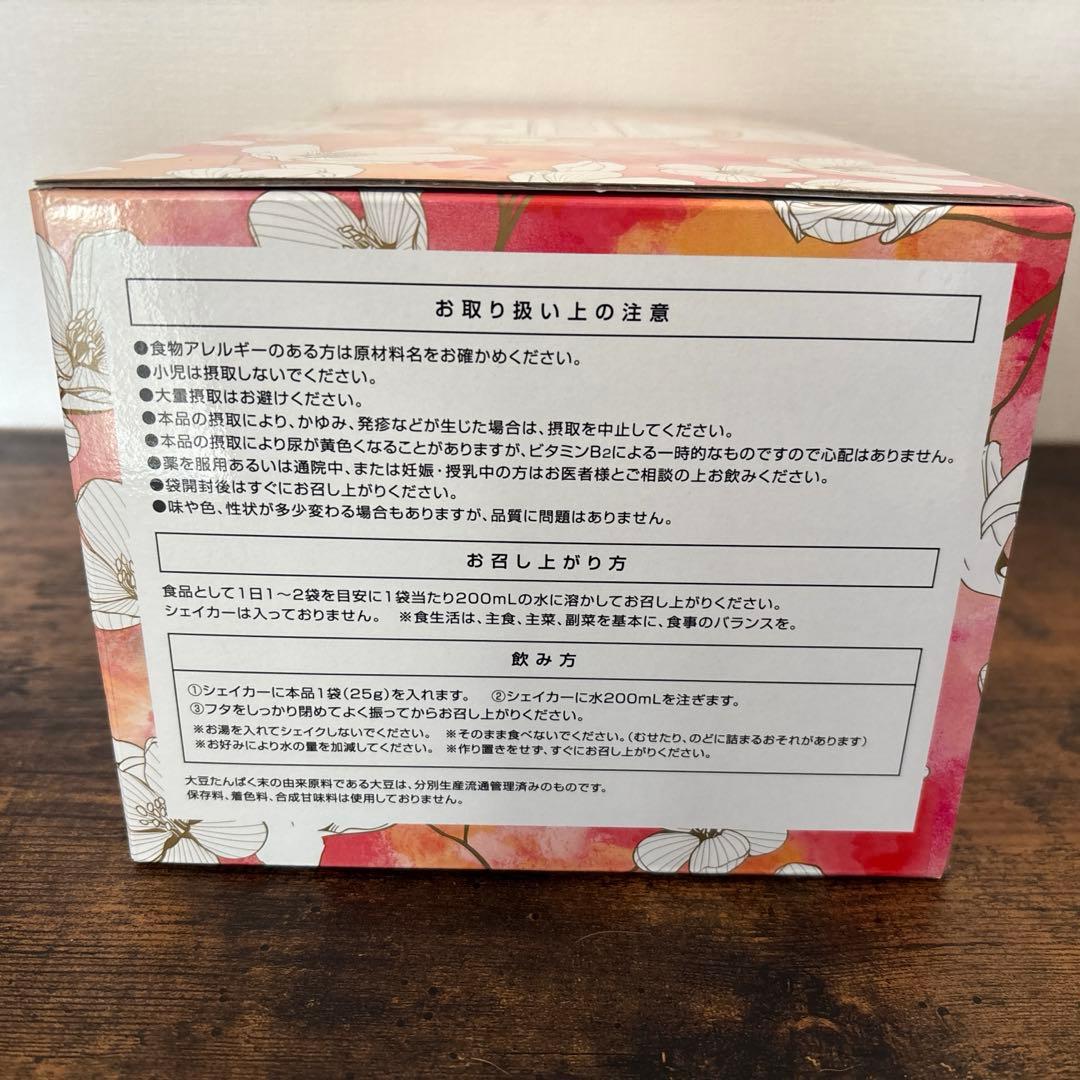 お取り扱い上の注意
●食物アレルギーのある方は原材料名をお確かめください。
●小児は摂取しないでください。
●大量摂取はお避けください。
●本品の摂取により、かゆみ、発疹などが生じた場合は、摂取を中止してください。
●本品の摂取により尿が黄色くなることがありますが、ビタミンB2による一時的なものですので心配はありません。
●薬を服用あるいは通院中、または妊娠・授乳中の方はお医者様とご相談の上お飲みください。
●袋開封後はすぐにお召し上がりください。
●味や色、性状が多少変わる場合もありますが、品質に問題はありません。
お召し上がり方
食品として1日1～2袋を目安に1袋当たり200mLの水に溶かしてお召し上がりください。
シェイカーは入っておりません。 ※食生活は、主食、主菜、副菜を基本に、食事のバランスを。
飲み方
①シェイカーに本品1袋(25g)を入れます。 ②シェイカーに水200mLを注ぎます。
③フタをしっかり閉めてよく振ってからお召し上がりください。
※お湯を入れてシェイクしないでください。 ※そのまま食べないでください。(むせたり、のどに詰まるおそれがあります)
※お好みにより水の量を加減してください。 ※作り置きをせず、すぐにお召し上がりください。
大豆たんぱく末の由来原料である大豆は、分別生産流通管理済みのものです。
保存料、着色料、合成甘味料は使用しておりません。